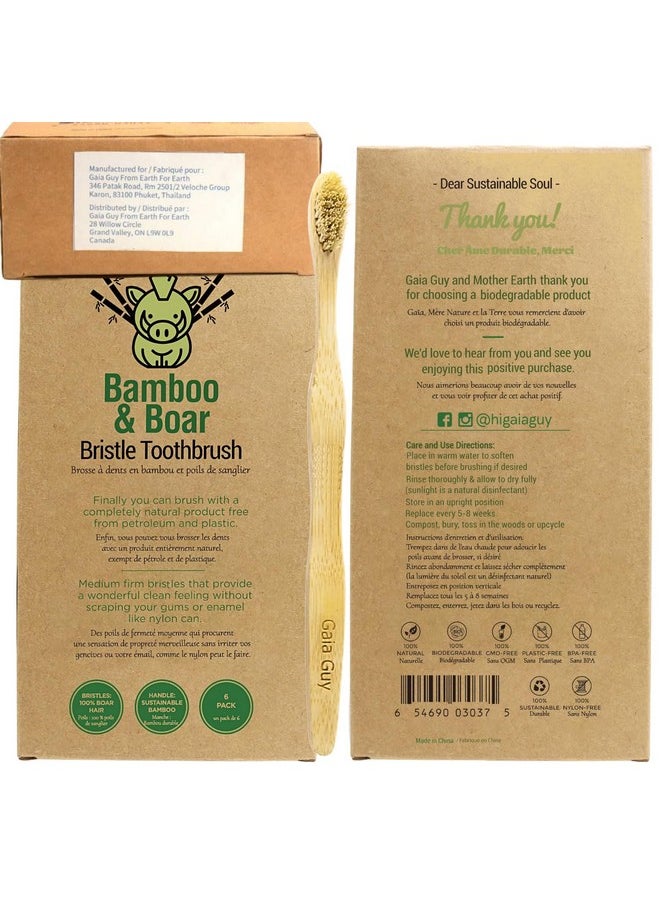 Manufactured for / Fabriqué pour :
Gaia Guy From Earth For Earth
346 Patak Road, Rm 2501/2 Veloche Group
Karon, 83100 Phuket, Thailand
Distributed by / Distribué par :
Gaia Guy From Earth For Earth
28 Willow Circle
Grand Valley, ON L9W 0L9
Canada
Bamboo
& Boar
Bristle Toothbrush
Brosse à dents en bambou et poils de sanglier
Finally you can brush with a
completely natural product free
from petroleum and plastic.
Enfin, vous pouvez vous brosser les dents
avec un produit entièrement naturel,
exempt de pétrole et de plastique.
Medium firm bristles that provide
a wonderful clean feeling without
scraping your gums or enamel
like nylon can.
Des poils de fermeté moyenne qui procurent
une sensation de propreté merveilleuse sans irriter vos
gencives ou votre émail, comme le nylon peut le faire.
BRISTLES:
100% BOAR
HAIR
Poils : 100 % poils
de sanglier
HANDLE:
SUSTAINABLE
BAMBOO
Manche :
Bambou durable
6
PACK
un pack de 6
Gaia Guy
- Dear Sustainable Soul -
Thank you!
Cher Âme Durable, Merci
Gaia Guy and Mother Earth thank you
for choosing a biodegradable product
Gaïa, Mère Nature et la Terre vous remercient d'avoir
choisi un produit biodégradable.
We'd love to hear from you and see you
enjoying this positive purchase.
Nous aimerions beaucoup avoir de vos nouvelles
et vous voir profiter de cet achat positif.
@higaiaguy
Care and Use Directions:
Place in warm water to soften
bristles before brushing if desired
Rinse thoroughly & allow to dry fully
(sunlight is a natural disinfectant)
Store in an upright position
Replace every 5-8 weeks
Compost, bury, toss in the woods or upcycle
Instructions d'entretien et d'utilisation:
Trempez dans de l'eau chaude pour adoucir les
poils avant de brosser, si désiré
Rincez abondamment et laissez sécher complètement
(la lumière du soleil est un désinfectant naturel)
Entreposez en position verticale
Remplacez tous les 5 à 8 semaines
Compostez, enterrez, jetez dans les bois ou recyclez.
100%
NATURAL
Naturelle
100%
BIODEGRADABLE
Biodégradable
100%
GMO-FREE
Sans OGM
100%
PLASTIC-FREE
Sans Plastique
100%
BPA-FREE
Sans BPA
100%
SUSTAINABLE
Durable
100%
NYLON-FREE
Sans Nylon
6 54690 03037 5
Made in China / Fabriqué en China